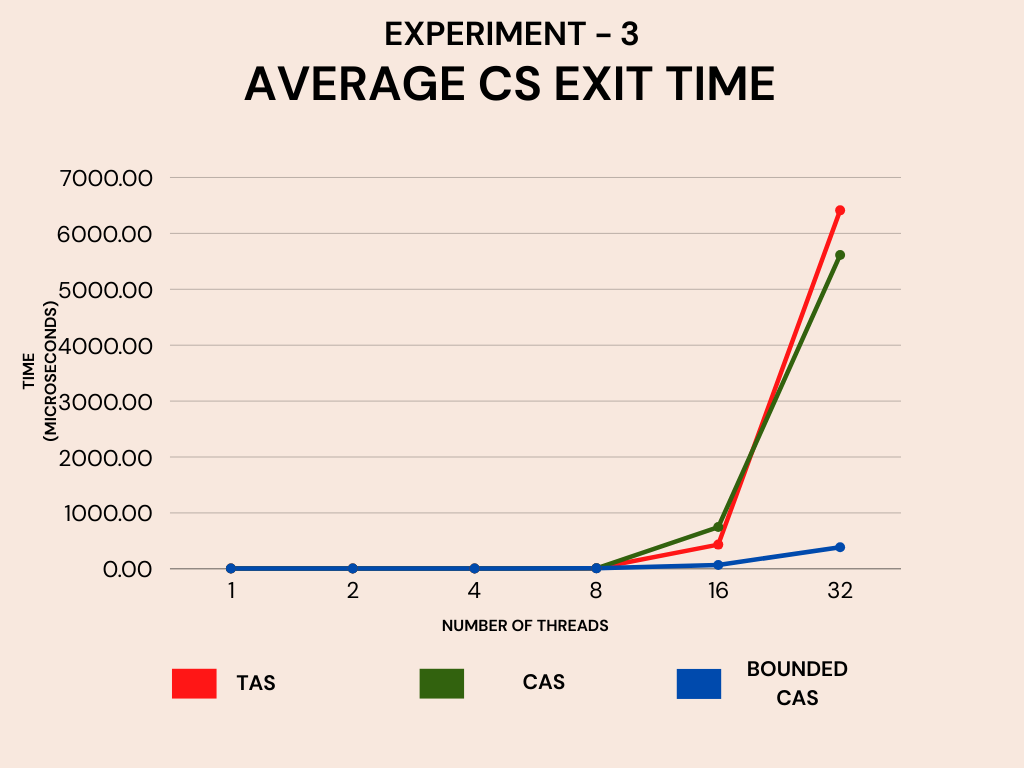 EXPERIMENT – 3
AVERAGE CS EXIT TIME
7000.00
6000.00
5000.00
4000.00
3000.00
2000.00
1000.00
0.00
TIME
(MICROSECONDS)
1 2 4 8 16 32
NUMBER OF THREADS
TAS
CAS
BOUNDED
CAS